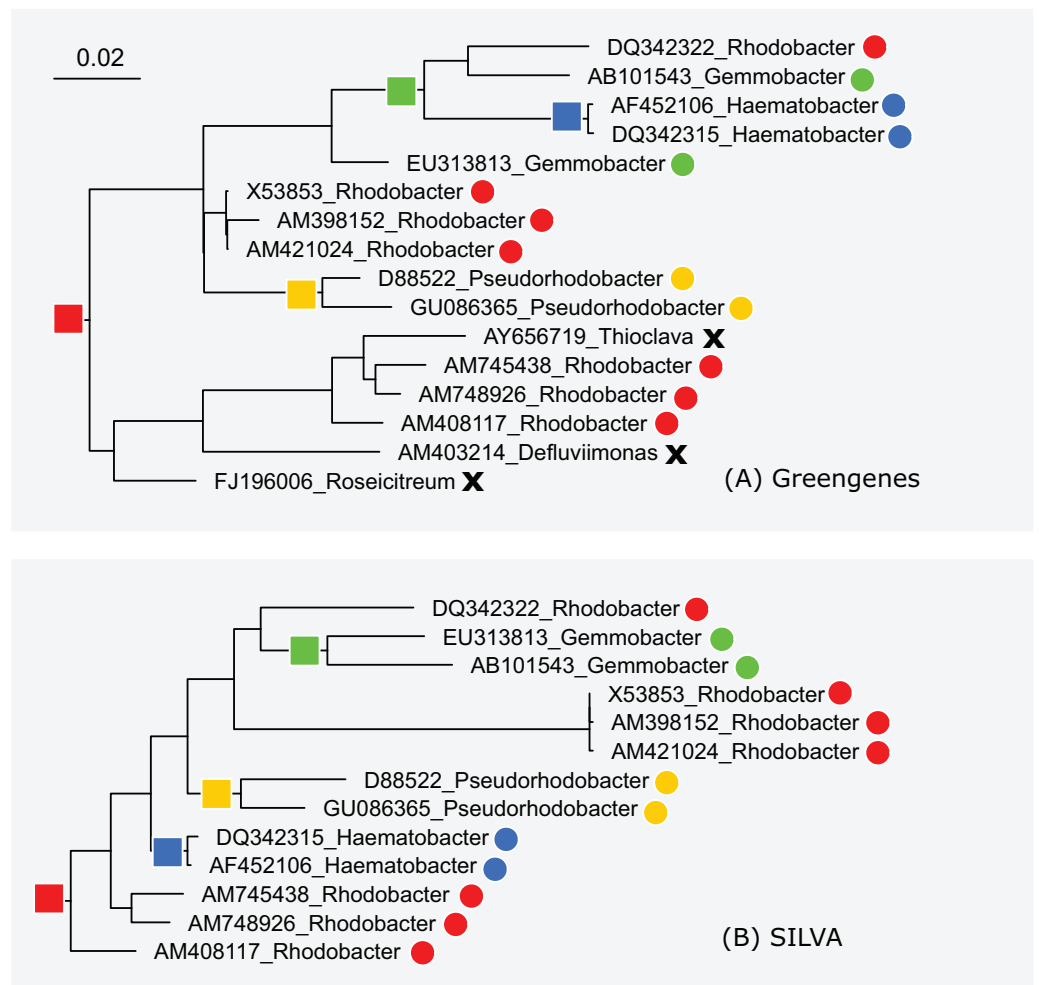 0.02
DQ342322_Rhodobacter
AB101543_Gemmobacter
AF452106_Haematobacter
DQ342315_Haematobacter
EU313813_Gemmobacter
X53853_Rhodobacter
AM398152_Rhodobacter
AM421024_Rhodobacter
D88522_Pseudorhodobacter
GU086365_Pseudorhodobacter
AY656719_Thioclava X
AM745438_Rhodobacter
AM748926_Rhodobacter
AM408117_Rhodobacter
AM403214_Defluviimonas X
FJ196006_Roseicitreum X
(A) Greengenes
DQ342322_Rhodobacter
EU313813_Gemmobacter
AB101543_Gemmobacter
X53853_Rhodobacter
AM398152_Rhodobacter
AM421024_Rhodobacter
D88522_Pseudorhodobacter
GU086365_Pseudorhodobacter
DQ342315_Haematobacter
AF452106_Haematobacter
AM745438_Rhodobacter
AM748926_Rhodobacter
AM408117_Rhodobacter
(B) SILVA